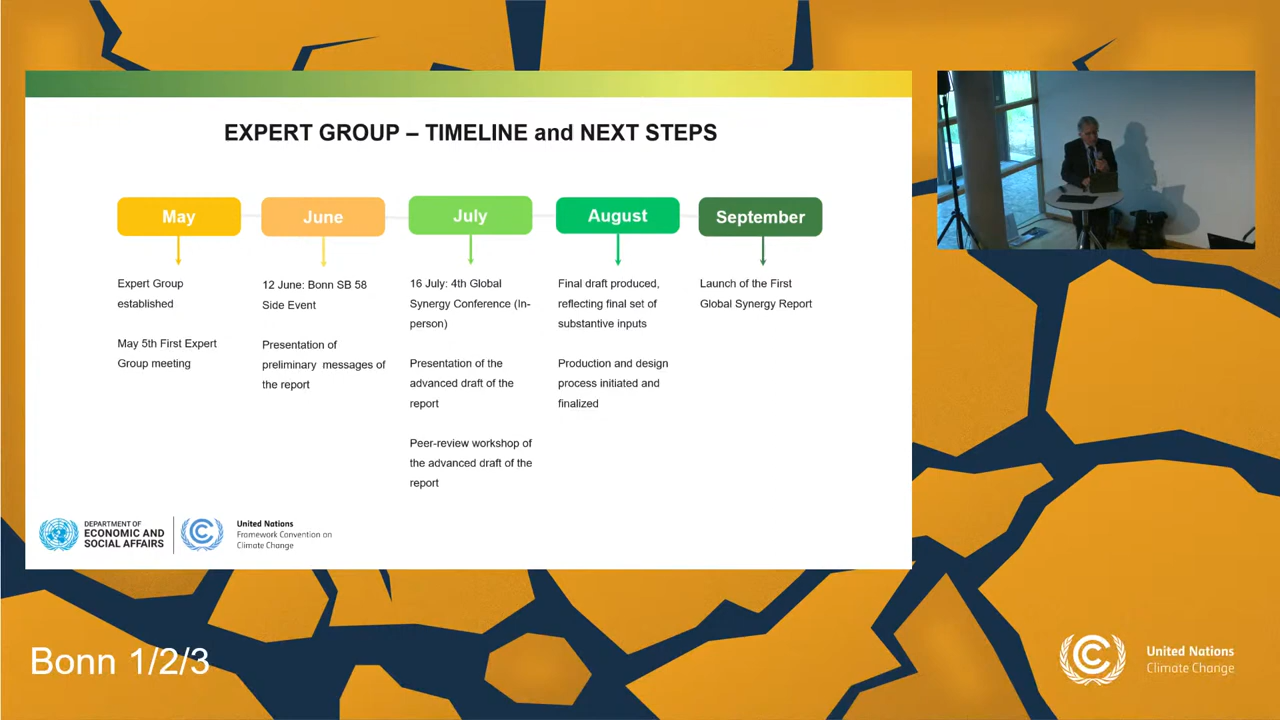 EXPERT GROUP – TIMELINE and NEXT STEPS
May
Expert Group
established
May 5th First Expert
Group meeting
June
12 June: Bonn SB 58
Side Event
Presentation of
preliminary messages of
the report
July
16 July: 4th Global
Synergy Conference (In-
person)
Presentation of the
advanced draft of the
report
Peer-review workshop of
the advanced draft of the
report
August
Final draft produced,
reflecting final set of
substantive inputs
Production and design
process initiated and
finalized
September
Launch of the First
Global Synergy Report
DEPARTMENT OF
ECONOMIC AND
SOCIAL AFFAIRS
United Nations
Framework Convention on
Climate Change
Bonn 1/2/3
United Nations
Climate Change